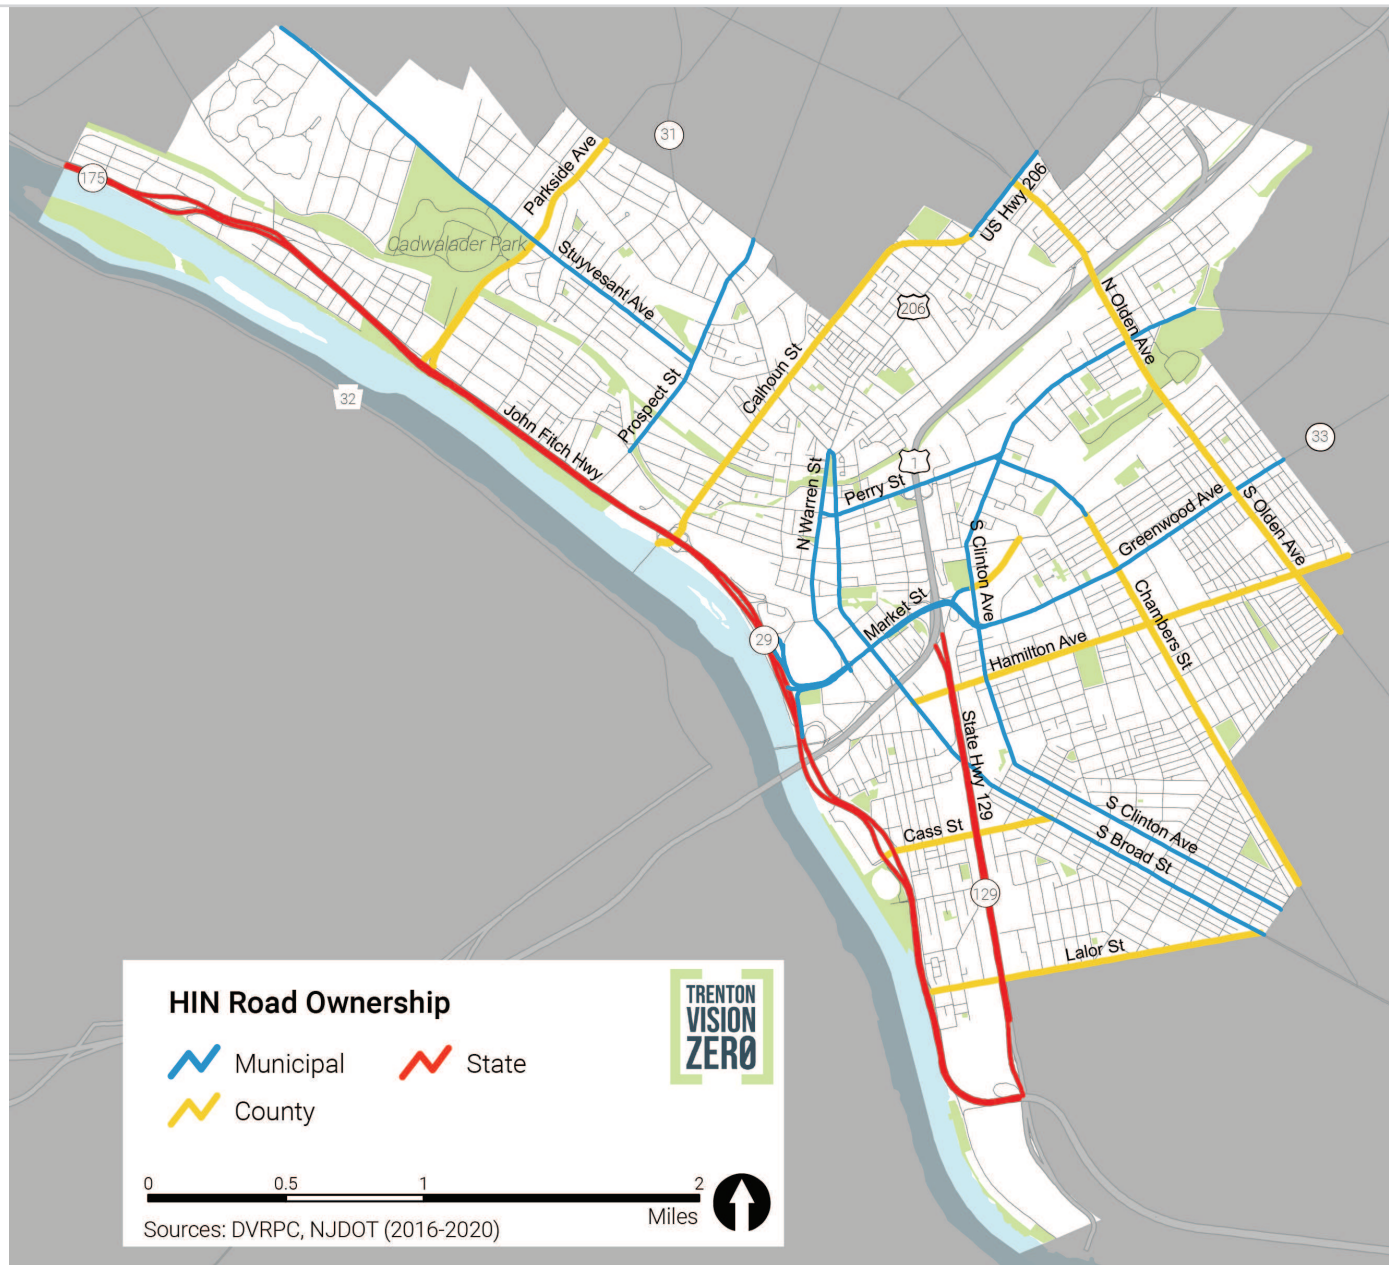 31
Parkside Ave
175
US Hwy 206
Cadwalader Park
Stuyvesant Ave
206
N Olden Ave
32
Calhoun St
Prospect St
John Fitch Hwy
33
1
N Warren St
Perry St
Greenwood Ave
S Olden Ave
S Clinton Ave
Market St
Chambers St
29
Hamilton Ave
State Hwy 129
Cass St
S Clinton Ave
S Broad St
129
Lalor St
HIN Road Ownership
Municipal
State
County
TRENTON
VISION
ZERO
0 0.5 1 2
Miles
Sources: DVRPC, NJDOT (2016-2020)